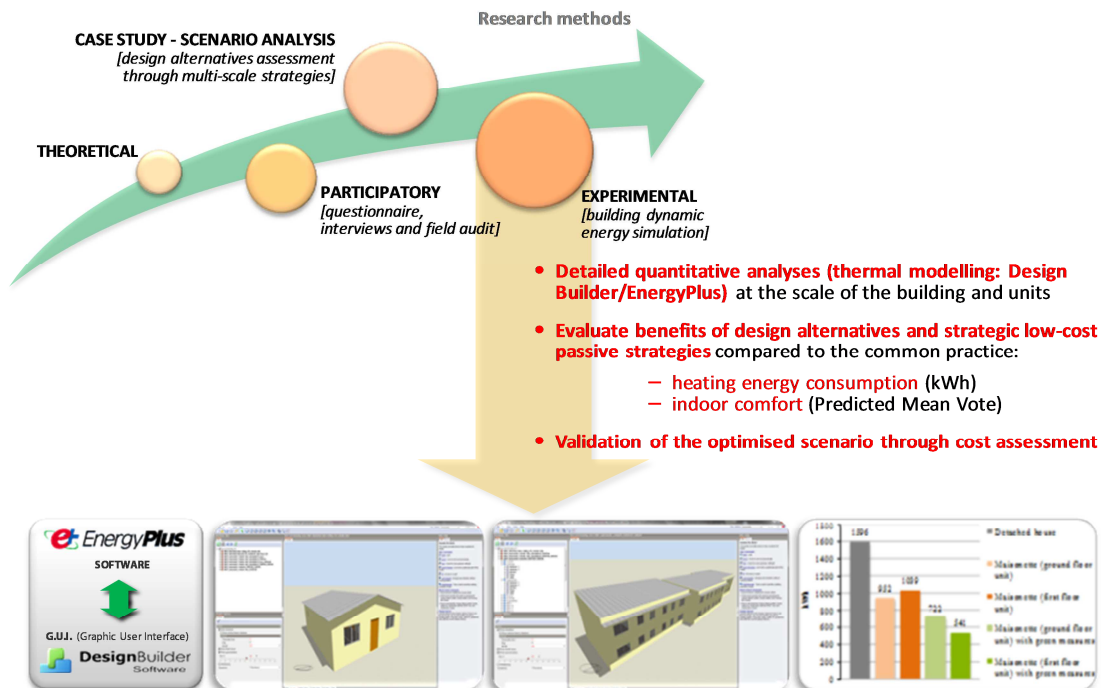 Research methods
CASE STUDY - SCENARIO ANALYSIS
[design alternatives assessment
through multi-scale strategies]
THEORETICAL
PARTICIPATORY
[questionnaire,
interviews and field audit]
EXPERIMENTAL
[building dynamic
energy simulation]
• Detailed quantitative analyses (thermal modelling: Design
Builder/EnergyPlus) at the scale of the building and units
• Evaluate benefits of design alternatives and strategic low-cost
passive strategies compared to the common practice:
– heating energy consumption (kWh)
– indoor comfort (Predicted Mean Vote)
• Validation of the optimised scenario through cost assessment
EnergyPlus
SOFTWARE
G.U.I. (Graphic User Interface)
DesignBuilder
Software
1600
1400
1200
1000
800
600
400
200
0
kWh
1596
952
541
Detached house
Maisonette (ground floor
unit)
Maisonette (first floor
unit)
Maisonette (ground floor
unit) with green measures
Maisonette (first floor
unit) with green measures